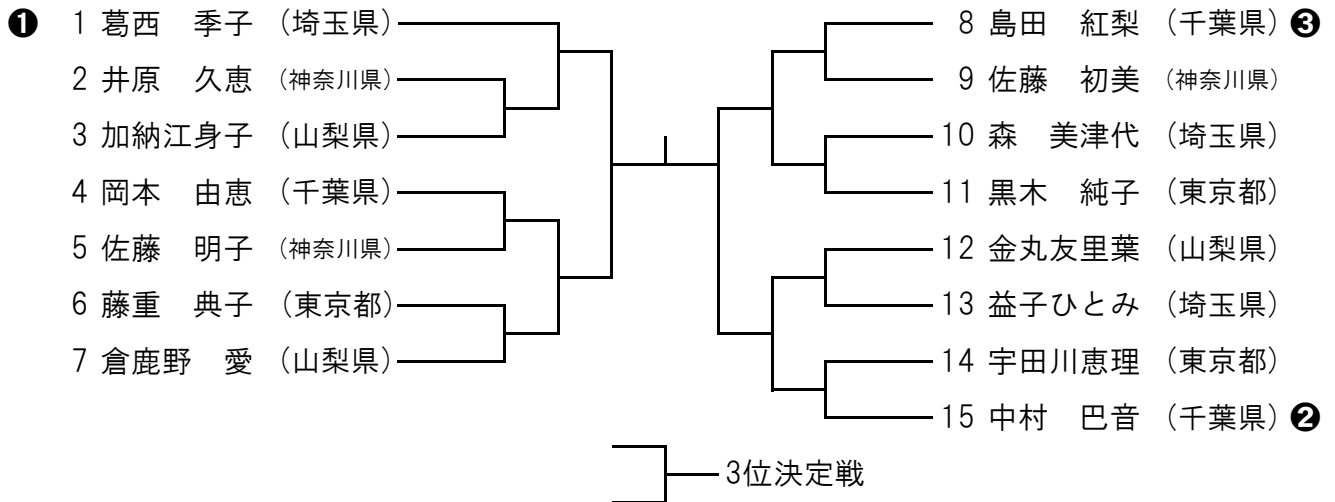 ❶ 1 葛西　季子 （埼玉県）
2 井原　久恵 （神奈川県）
3 加納江身子 （山梨県）
4 岡本　由恵 （千葉県）
5 佐藤　明子 （神奈川県）
6 藤重　典子 （東京都）
7 倉鹿野　愛 （山梨県）
8 島田　紅梨 （千葉県） ❸
9 佐藤　初美 （神奈川県）
10 森　美津代 （埼玉県）
11 黒木　純子 （東京都）
12 金丸友里葉 （山梨県）
13 益子ひとみ （埼玉県）
14 宇田川恵理 （東京都）
15 中村　巴音 （千葉県） ❷
3位決定戦